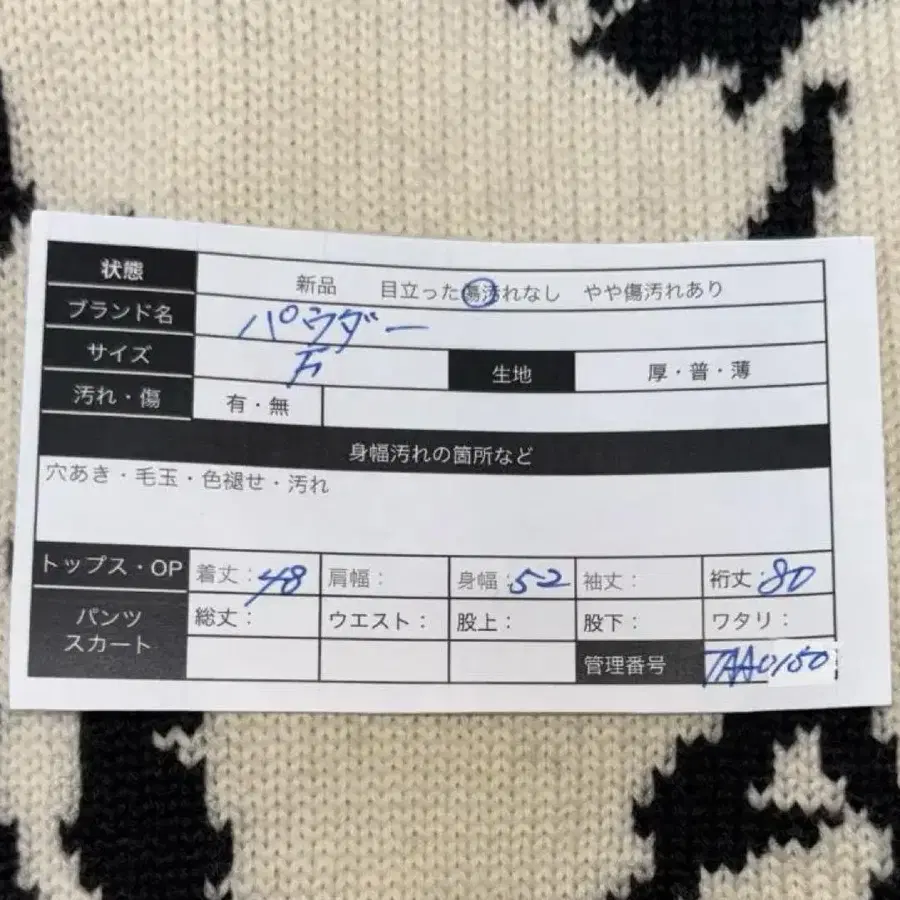 状態 新品 目立った傷汚れなし やや傷汚れあり
ブランド名 パウダー
サイズ F 生地 厚・普・薄
汚れ・傷 有・無
身幅汚れの箇所など
穴あき・毛玉・色褪せ・汚れ
トップス・OP 着丈:48 肩幅: 身幅:52 袖丈: 裄丈:80
パンツ 総丈: ウエスト: 股上: 股下: ワタリ:
スカート
管理番号 TAA0150